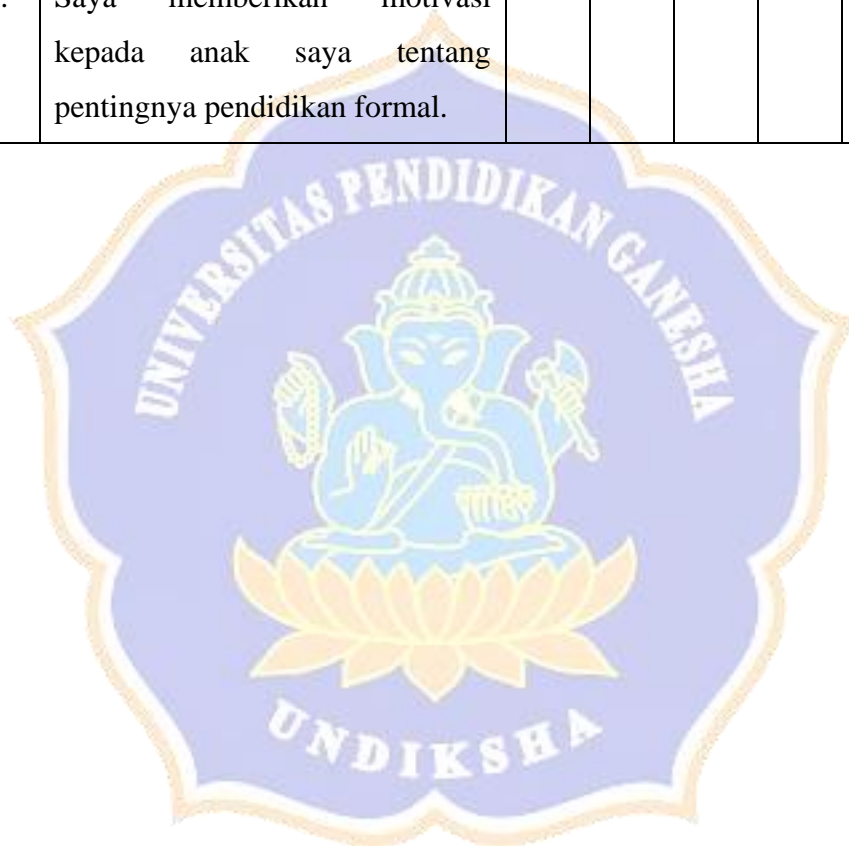 . Saya memberikan motivasi
kepada anak saya tentang
pentingnya pendidikan formal.
UNIVERSITAS PENDIDIKAN GANESHA
UNDIKSHA